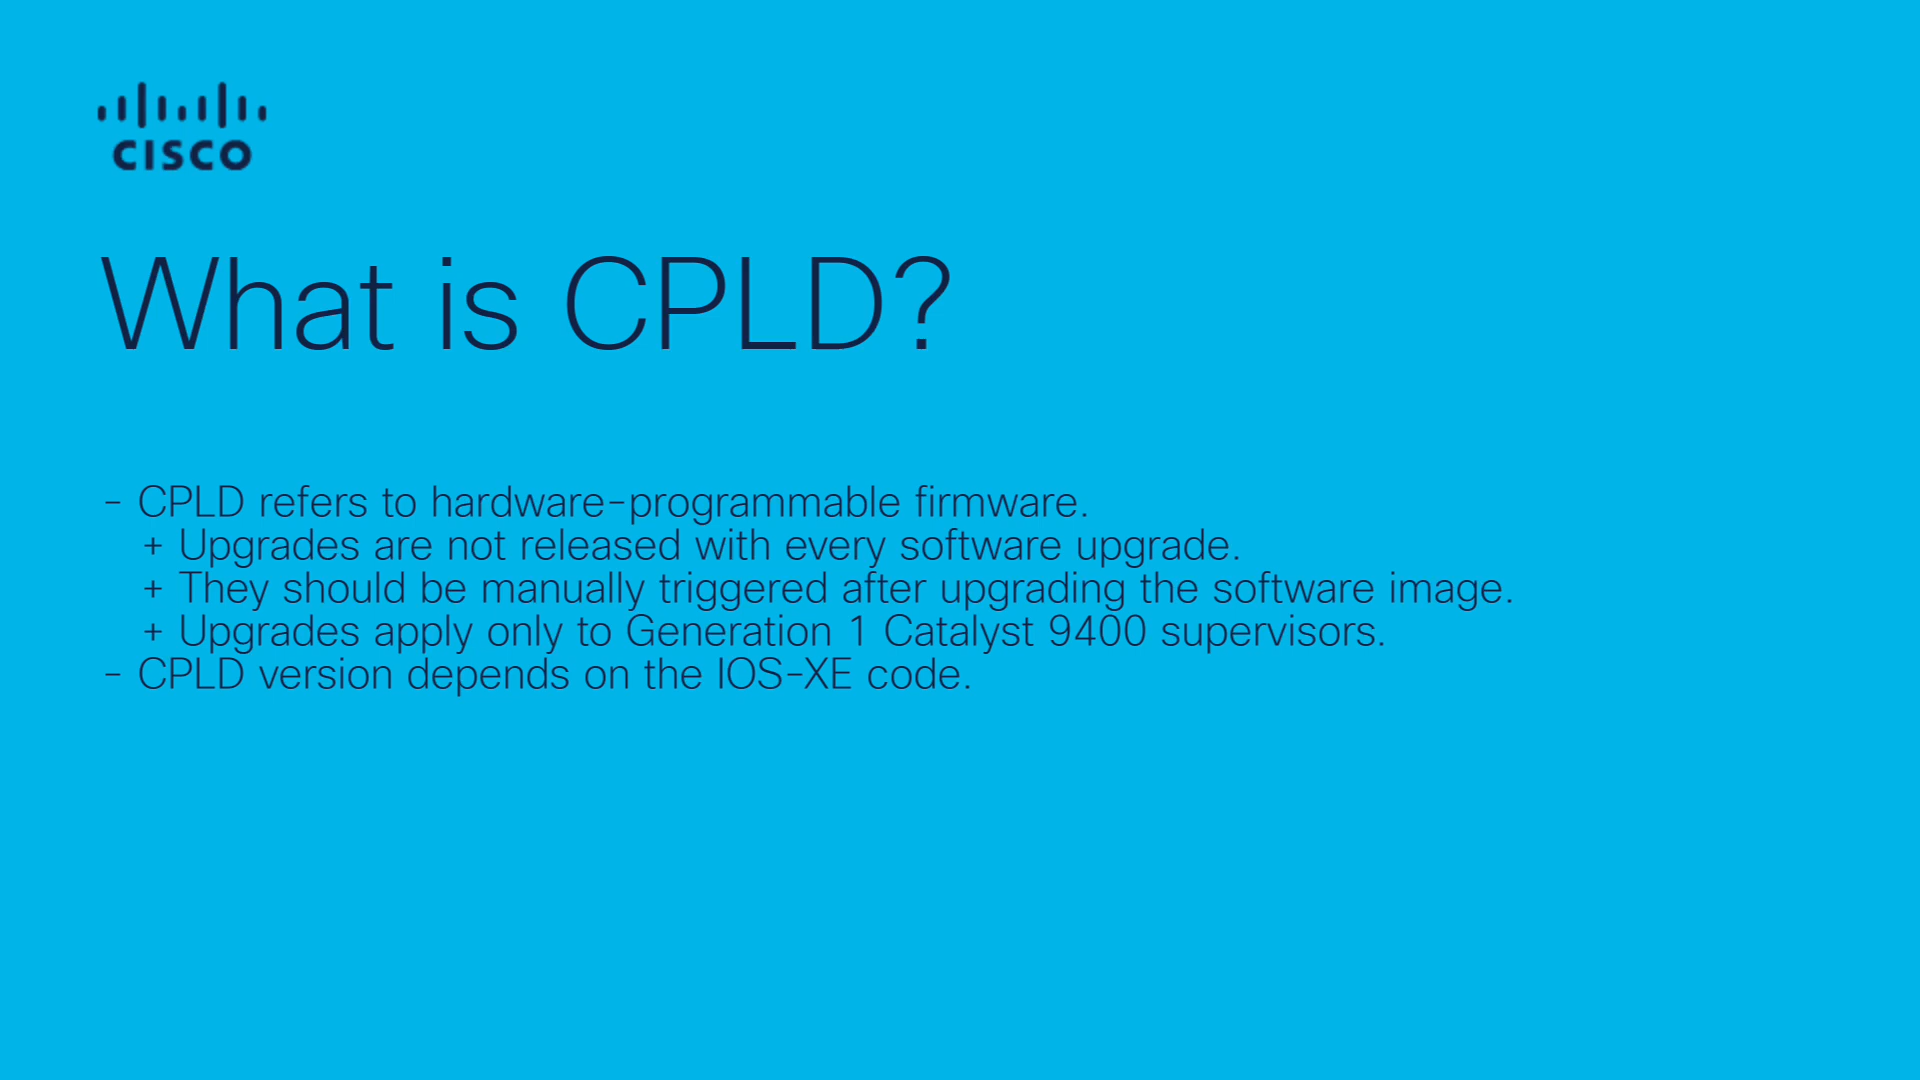 CISCO
What is CPLD?
- CPLD refers to hardware-programmable firmware.
+ Upgrades are not released with every software upgrade.
+ They should be manually triggered after upgrading the software image.
+ Upgrades apply only to Generation 1 Catalyst 9400 supervisors.
- CPLD version depends on the IOS-XE code.